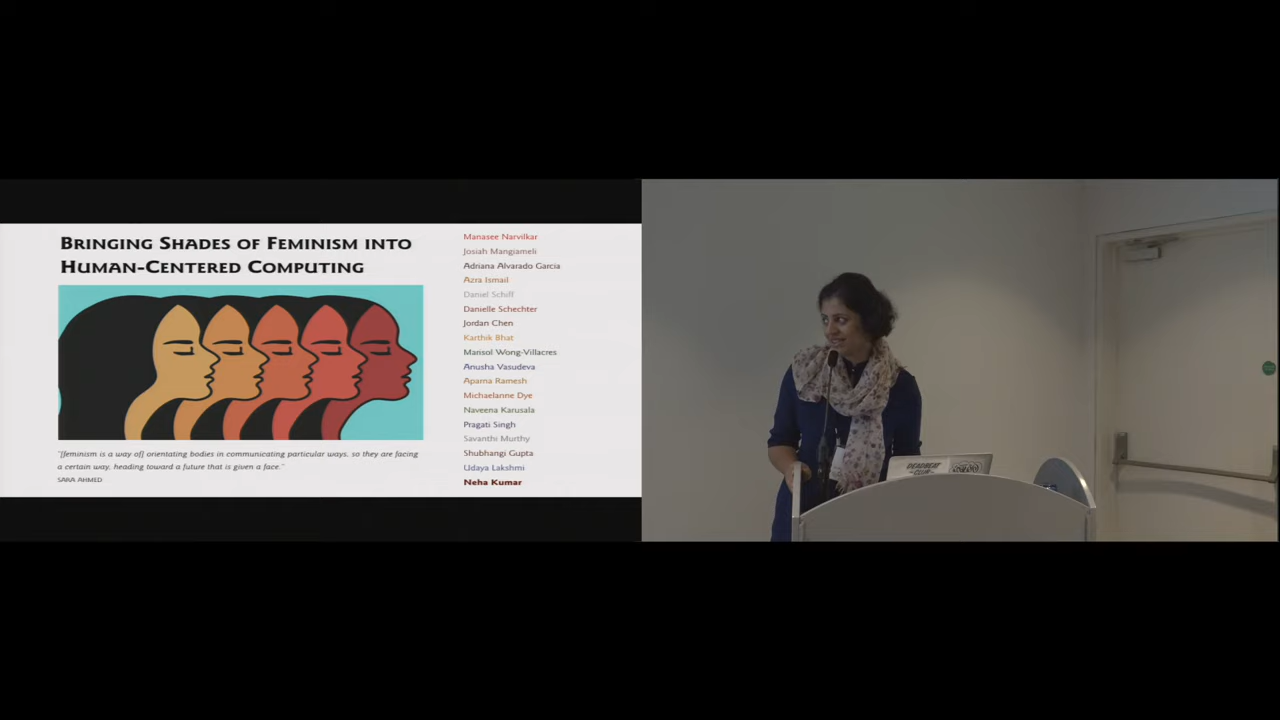 BRINGING SHADES OF FEMINISM INTO
HUMAN-CENTERED COMPUTING
"[feminism is a way of] orientating bodies in communicating particular ways, so they are facing
a certain way, heading toward a future that is given a face."
SARA AHMED
Manasee Narvilkar
Josiah Mangiameli
Adriana Alvarado Garcia
Azra Ismail
Daniel Schiff
Danielle Schechter
Jordan Chen
Karthik Bhat
Marisol Wong-Villacres
Anusha Vasudeva
Aparna Ramesh
Michaelanne Dye
Naveena Karusala
Pragati Singh
Savanthi Murthy
Shubhangi Gupta
Udaya Lakshmi
Neha Kumar
DEADBEAT
CLUB